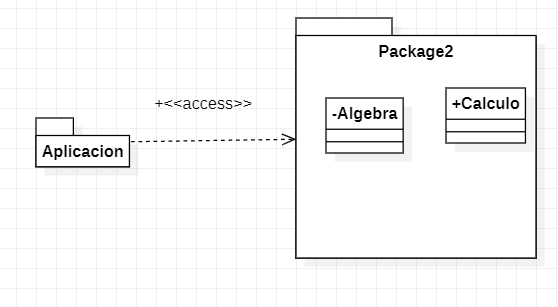 Package2
+<<access>>
-Algebra
+Calculo
Aplicacion